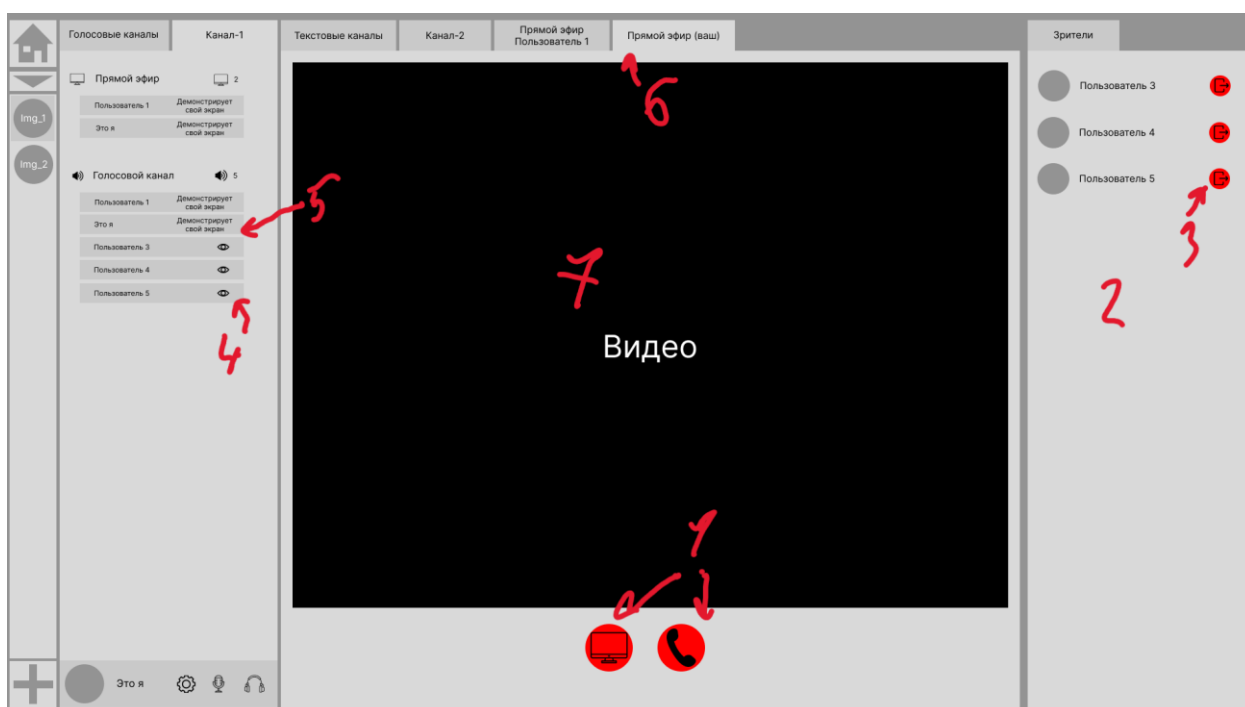 Голосовые каналы
Канал-1
Текстовые каналы
Канал-2
Прямой эфир
Пользователь 1
Прямой эфир (ваш)
Зрители
Img_1
Img_2
Прямой эфир
2
Пользователь 1
Демонстрирует
свой экран
Это я
Демонстрирует
свой экран
Голосовой канал
5
Пользователь 1
Демонстрирует
свой экран
Это я
Демонстрирует
свой экран
Пользователь 3
Пользователь 4
Пользователь 5
4
5
6
7
Видео
1
Пользователь 3
Пользователь 4
Пользователь 5
3
2
Это я